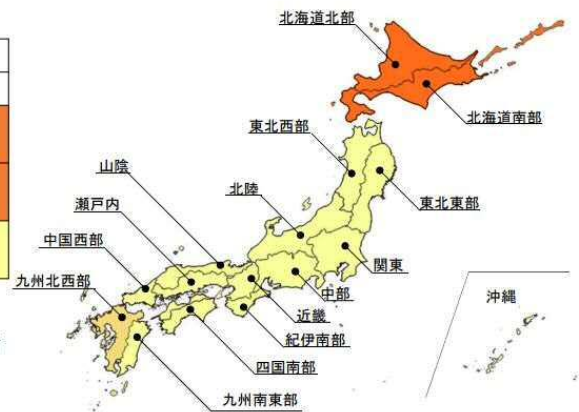 北海道北部
北海道南部
東北西部
山陰
北陸
東北東部
瀬戸内
中国西部
関東
九州北西部
中部
沖縄
近畿
紀伊南部
四国南部
九州南東部